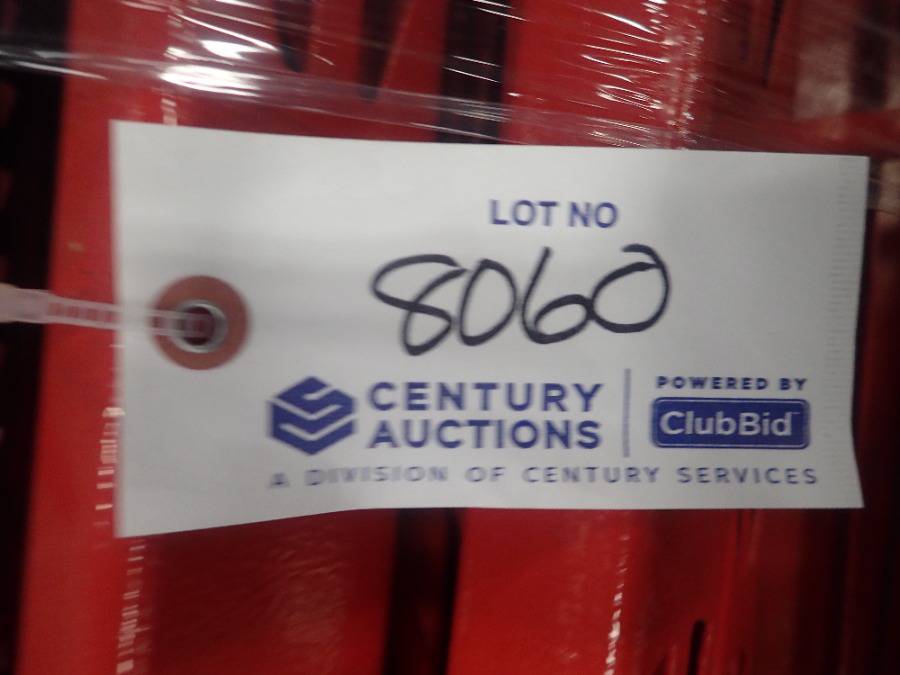 LOT NO
8060
CENTURY
AUCTIONS
POWERED BY
ClubBid
A DIVISION OF CENTURY SERVICES